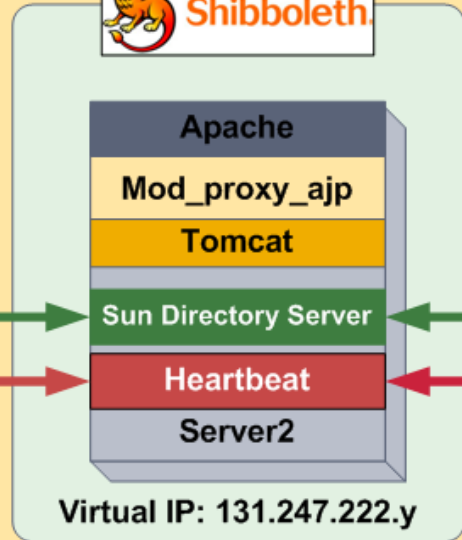 Shibboleth.
Apache
Mod_proxy_ajp
Tomcat
Sun Directory Server
Heartbeat
Server2
Virtual IP: 131.247.222.y